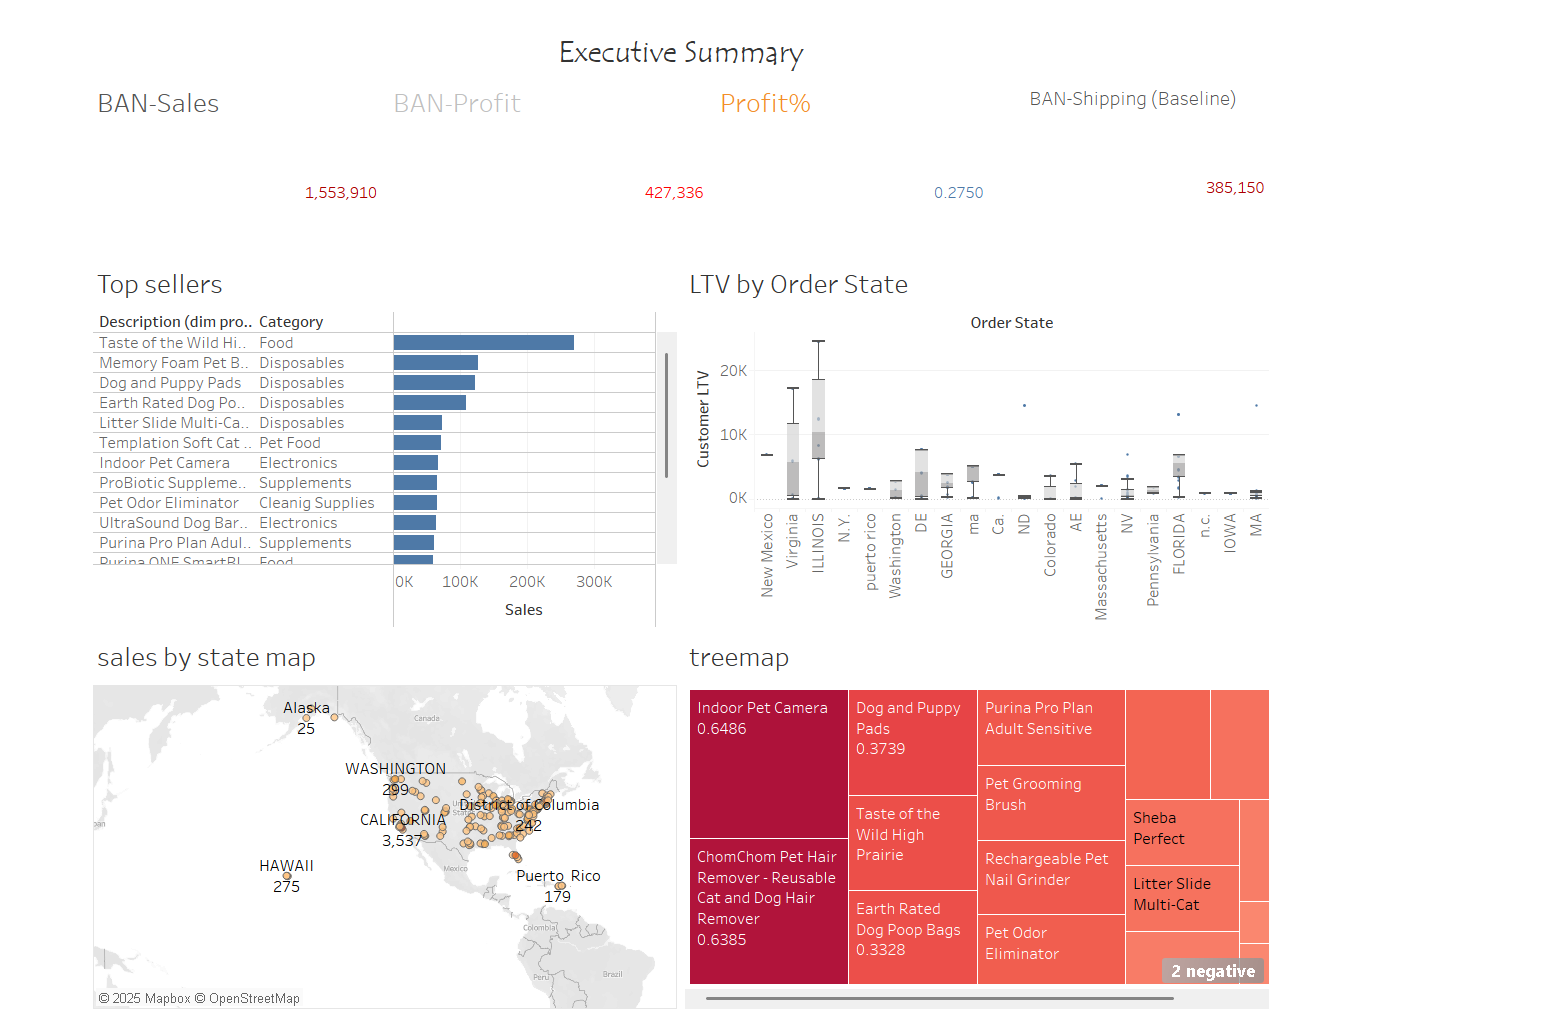 Executive Summary
BAN-Sales
BAN-Profit
Profit%
BAN-Shipping (Baseline)
1,553,910
427,336
0.2750
385,150
Top sellers
Description (dim pro.. Category
Taste of the Wild Hi.. Food
Memory Foam Pet B.. Disposables
Dog and Puppy Pads Disposables
Earth Rated Dog Po.. Disposables
Litter Slide Multi-Ca.. Disposables
Templation Soft Cat .. Pet Food
Indoor Pet Camera Electronics
ProBiotic Suppleme.. Supplements
Pet Odor Eliminator Cleanig Supplies
UltraSound Dog Bar.. Electronics
Purina Pro Plan Adul.. Supplements
Purina ONE SmartBl.. Food
0K 100K 200K 300K
Sales
LTV by Order State
Order State
Customer LTV
20K
10K
0K
New Mexico
Virginia
ILLINOIS
N.Y.
puerto rico
Washington
DE
GEORGIA
ma
Ca.
ND
Colorado
AE
Massachusetts
NV
Pennsylvania
FLORIDA
n.c.
IOWA
MA
sales by state map
Alaska
25
Canada
WASHINGTON
299
United States
District of Columbia
242
CALIFORNIA
3,537
HAWAII
275
Mexico
Puerto Rico
179
Colombia
Peru
Brazil
© 2025 Mapbox © OpenStreetMap
treemap
Indoor Pet Camera
0.6486
ChomChom Pet Hair
Remover - Reusable
Cat and Dog Hair
Remover
0.6385
Dog and Puppy
Pads
0.3739
Taste of the
Wild High
Prairie
Earth Rated
Dog Poop Bags
0.3328
Purina Pro Plan
Adult Sensitive
Pet Grooming
Brush
Rechargeable Pet
Nail Grinder
Pet Odor
Eliminator
Sheba
Perfect
Litter Slide
Multi-Cat
2 negative